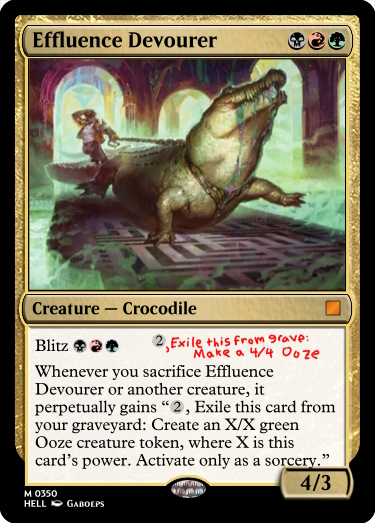 Effluence Devourer
Creature — Crocodile
Blitz
2, Exile this from grave:
Make a 4/4 Ooze
Whenever you sacrifice Effluence
Devourer or another creature, it
perpetually gains “2, Exile this card from
your graveyard: Create an X/X green
Ooze creature token, where X is this
card's power. Activate only as a sorcery.”
4/3
M 0350
HELL Gaboeps